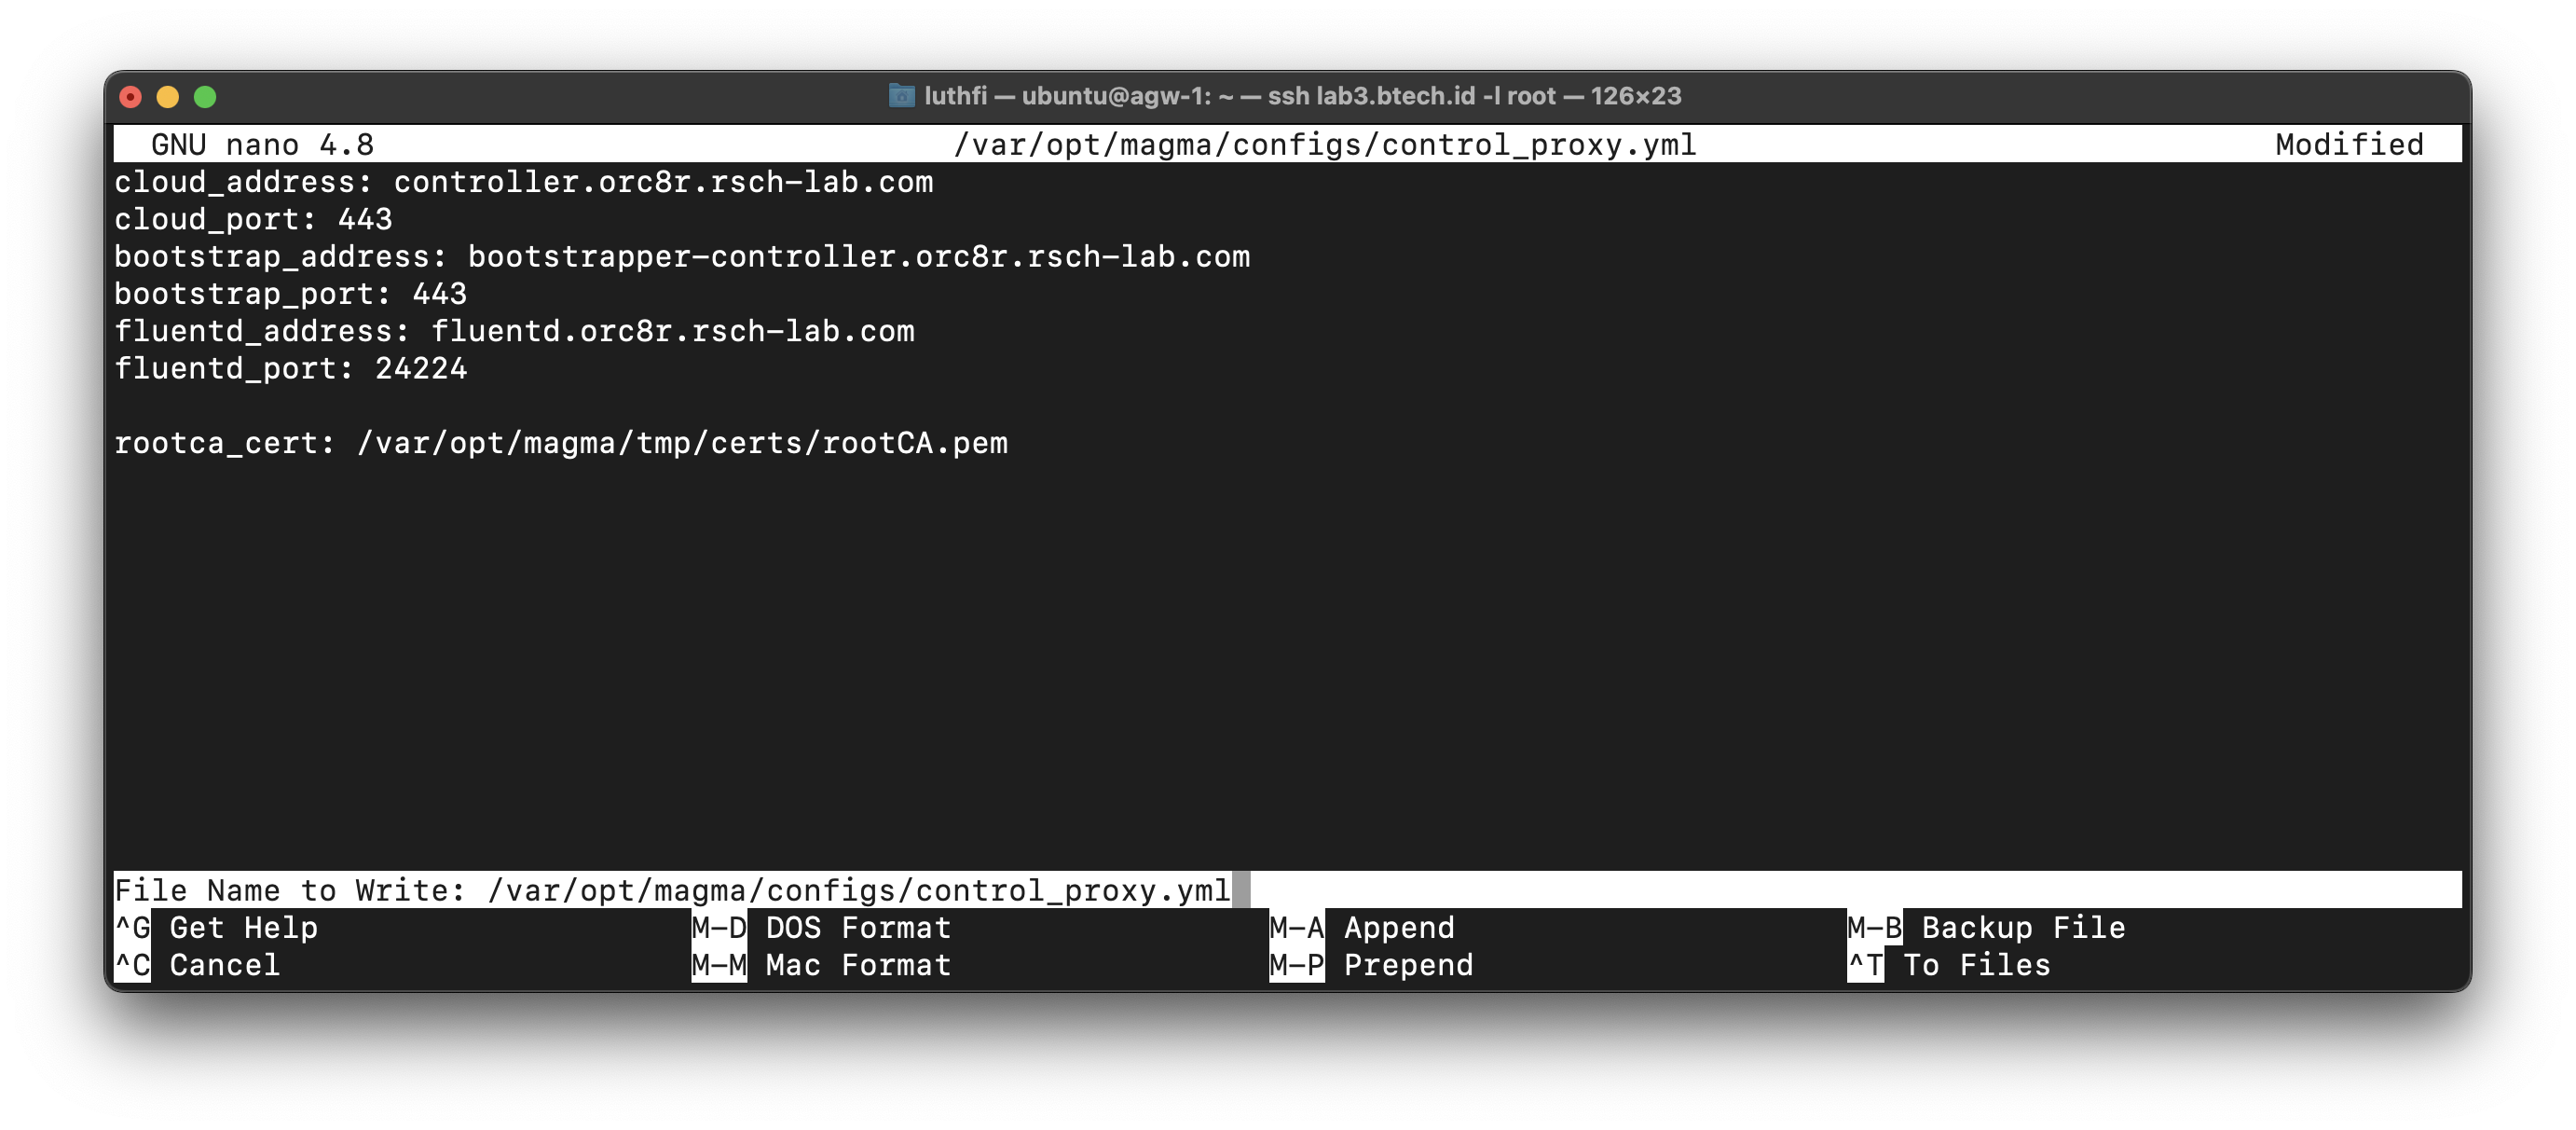 luthfi — ubuntu@agw-1: ~ — ssh lab3.btech.id -l root — 126×23
GNU nano 4.8 /var/opt/magma/configs/control_proxy.yml Modified
cloud_address: controller.orc8r.rsch-lab.com
cloud_port: 443
bootstrap_address: bootstrapper-controller.orc8r.rsch-lab.com
bootstrap_port: 443
fluentd_address: fluentd.orc8r.rsch-lab.com
fluentd_port: 24224
rootca_cert: /var/opt/magma/tmp/certs/rootCA.pem
File Name to Write: /var/opt/magma/configs/control_proxy.yml
^G Get Help M-D DOS Format M-A Append M-B Backup File
^C Cancel M-M Mac Format M-P Prepend ^T To Files